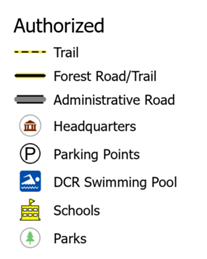 Authorized
Trail
Forest Road/Trail
Administrative Road
Headquarters
P Parking Points
DCR Swimming Pool
Schools
Parks